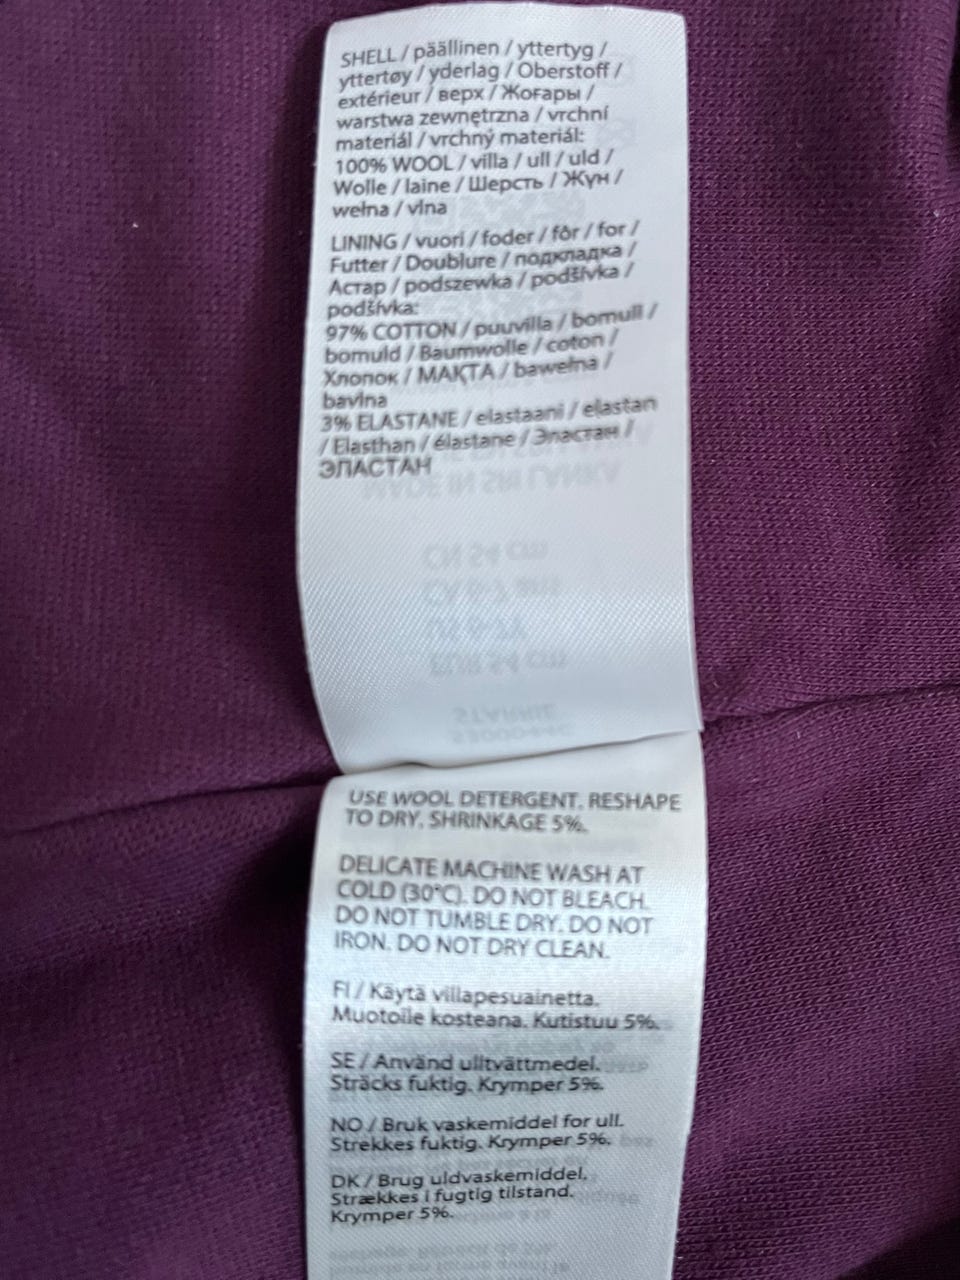 SHELL / päällinen / yttertyg /
yttertøy / yderlag / Oberstoff /
extérieur / верх / Жоғары /
warstwa zewnętrzna / vrchní
materiál / vrchný materiál:
100% WOOL / villa / ull / uld /
Wolle / laine / Шерсть / Жүн /
wełna / vlna
LINING / vuori / foder / fôr / for /
Futter / Doublure / подкладка /
Астар / podszewka / podšívka /
podšívka:
97% COTTON / puuvilla / bomull /
bomuld / Baumwolle / coton /
Хлопок / МАҚТА / bawełna /
bavlna
3% ELASTANE / elastaani / elastan
/ Elasthan / élastane / Эластан /
ЭЛАСТАН
USE WOOL DETERGENT. RESHAPE
TO DRY. SHRINKAGE 5%.
DELICATE MACHINE WASH AT
COLD (30°C). DO NOT BLEACH.
DO NOT TUMBLE DRY. DO NOT
IRON. DO NOT DRY CLEAN.
FI / Käytä villapesuainetta.
Muotoile kosteana. Kutistuu 5%.
SE / Använd ulltvättmedel.
Sträcks fuktig. Krymper 5%.
NO / Bruk vaskemiddel for ull.
Strekkes fuktig. Krymper 5%.
DK / Brug uldvaskemiddel.
Strækkes i fugtig tilstand.
Krymper 5%.